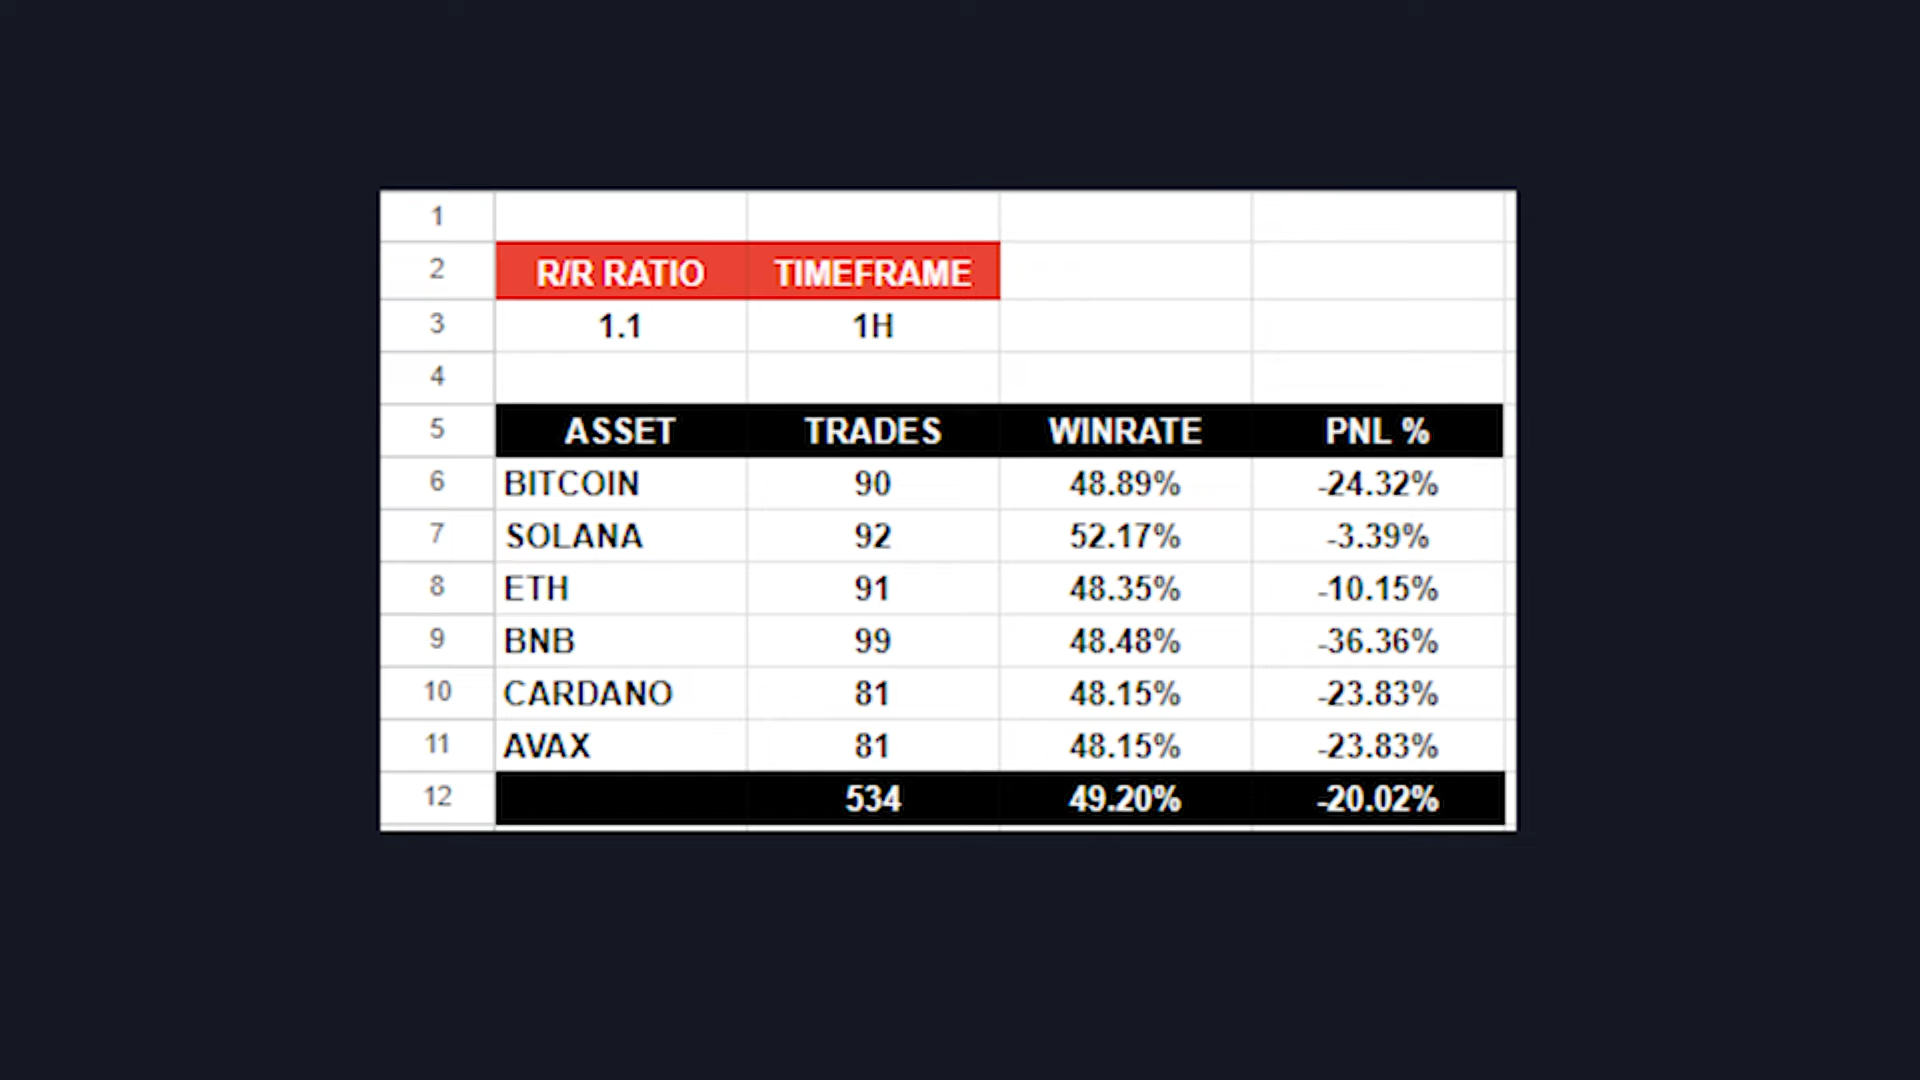 1
2 R/R RATIO TIMEFRAME
3 1.1 1H
4
5 ASSET TRADES WINRATE PNL %
6 BITCOIN 90 48.89% -24.32%
7 SOLANA 92 52.17% -3.39%
8 ETH 91 48.35% -10.15%
9 BNB 99 48.48% -36.36%
10 CARDANO 81 48.15% -23.83%
11 AVAX 81 48.15% -23.83%
12 534 49.20% -20.02%